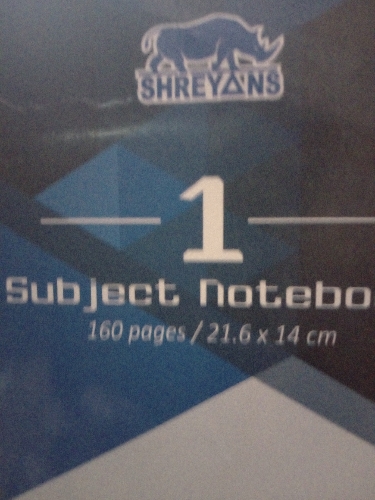 SHREYANS
1
Subject Notebo
160 pages / 21.6 x 14 cm